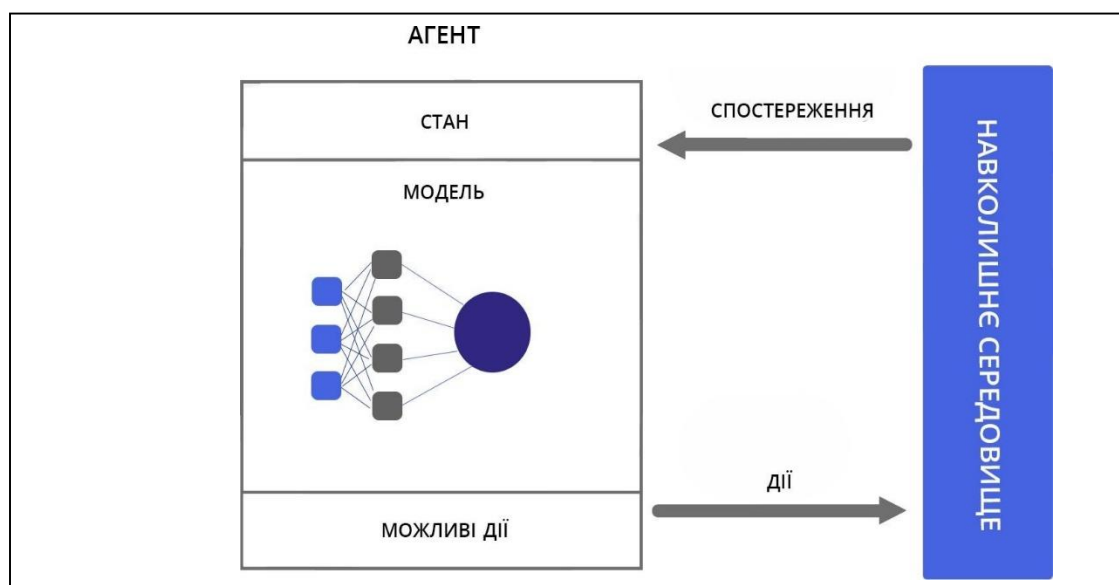 АГЕНТ
СТАН
СПОСТЕРЕЖЕННЯ
МОДЕЛЬ
ДІЇ
МОЖЛИВІ ДІЇ
НАВКОЛИШНЄ СЕРЕДОВИЩЕ